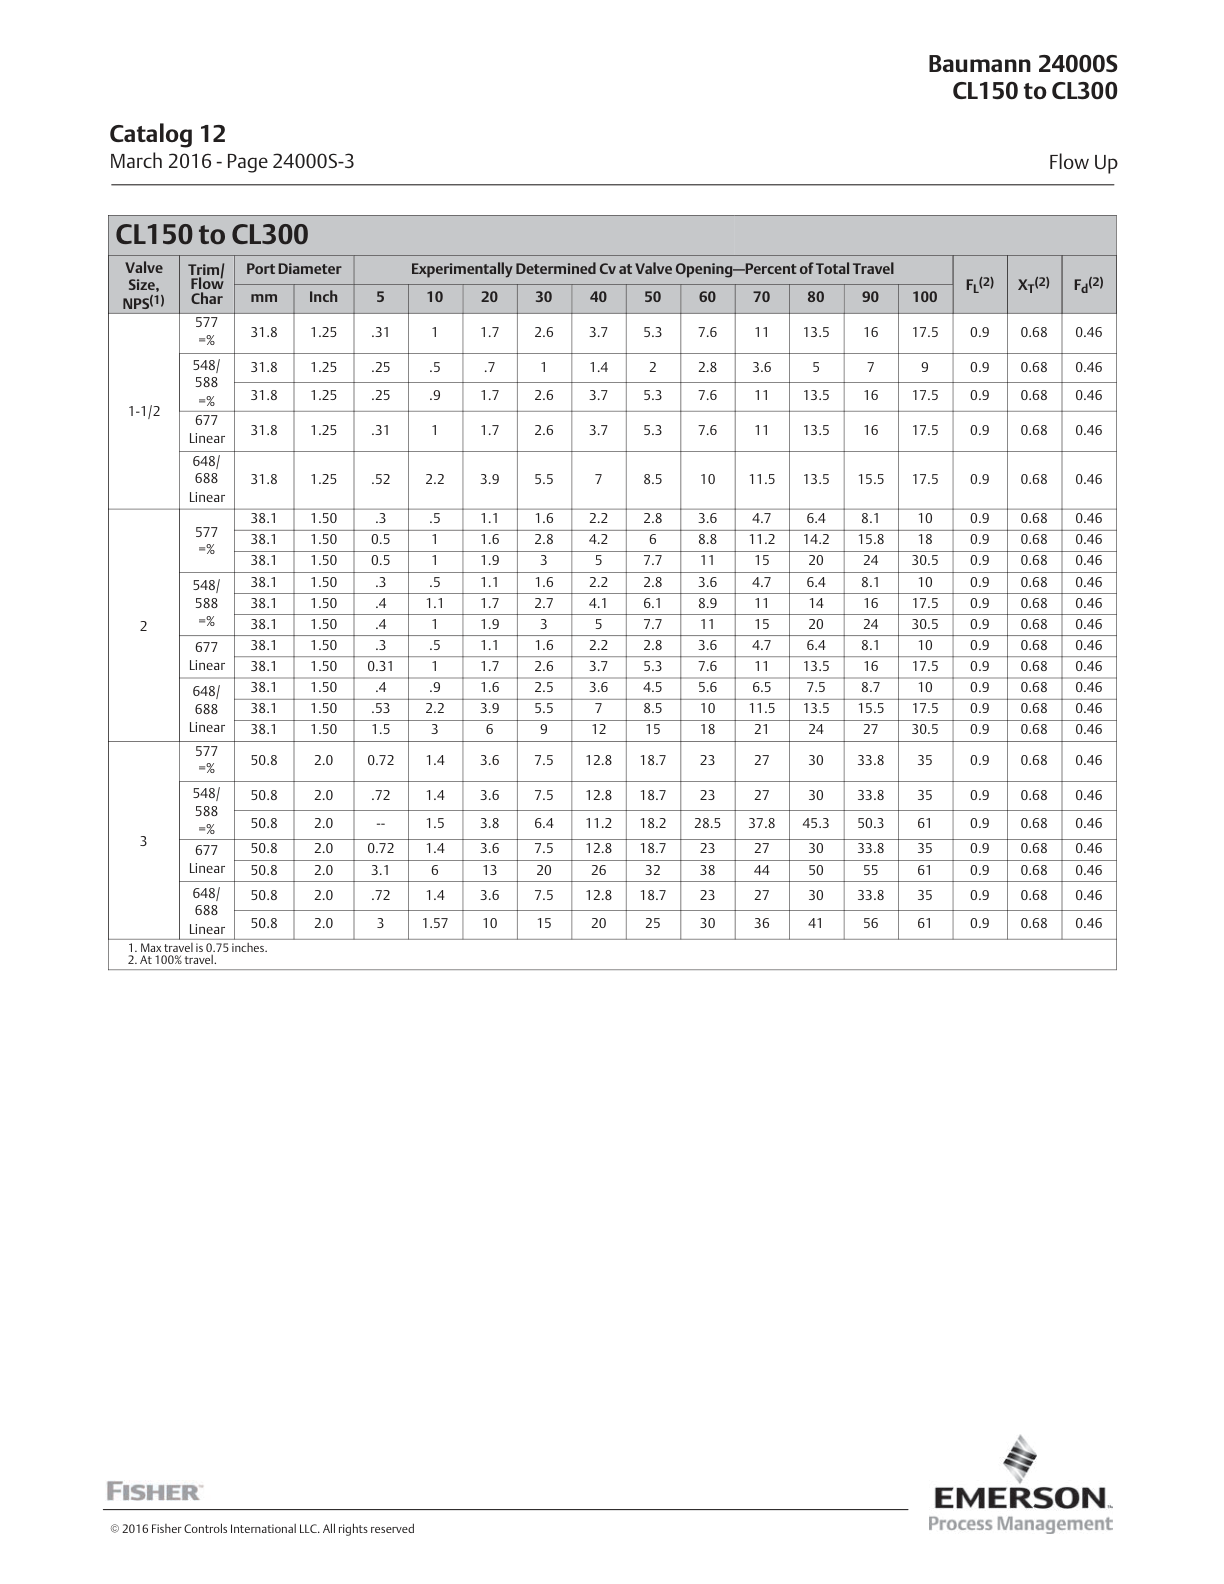 Baumann 24000S
CL150 to CL300
Catalog 12
March 2016 - Page 24000S-3
Flow Up
CL150 to CL300
Valve Size, NPS(1) Trim/ Flow Char Port Diameter Experimentally Determined Cv at Valve Opening—Percent of Total Travel FL(2) XT(2) Fd(2)
mm Inch 5 10 20 30 40 50 60 70 80 90 100
1-1/2 577 =% 31.8 1.25 .31 1 1.7 2.6 3.7 5.3 7.6 11 13.5 16 17.5 0.9 0.68 0.46
548/ 588 =% 31.8 1.25 .25 .5 .7 1 1.4 2 2.8 3.6 5 7 9 0.9 0.68 0.46
31.8 1.25 .25 .9 1.7 2.6 3.7 5.3 7.6 11 13.5 16 17.5 0.9 0.68 0.46
677 Linear 31.8 1.25 .31 1 1.7 2.6 3.7 5.3 7.6 11 13.5 16 17.5 0.9 0.68 0.46
648/ 688 Linear 31.8 1.25 .52 2.2 3.9 5.5 7 8.5 10 11.5 13.5 15.5 17.5 0.9 0.68 0.46
2 577 =% 38.1 1.50 .3 .5 1.1 1.6 2.2 2.8 3.6 4.7 6.4 8.1 10 0.9 0.68 0.46
38.1 1.50 0.5 1 1.6 2.8 4.2 6 8.8 11.2 14.2 15.8 18 0.9 0.68 0.46
38.1 1.50 0.5 1 1.9 3 5 7.7 11 15 20 24 30.5 0.9 0.68 0.46
548/ 588 =% 38.1 1.50 .3 .5 1.1 1.6 2.2 2.8 3.6 4.7 6.4 8.1 10 0.9 0.68 0.46
38.1 1.50 .4 1.1 1.7 2.7 4.1 6.1 8.9 11 14 16 17.5 0.9 0.68 0.46
38.1 1.50 .4 1 1.9 3 5 7.7 11 15 20 24 30.5 0.9 0.68 0.46
677 Linear 38.1 1.50 .3 .5 1.1 1.6 2.2 2.8 3.6 4.7 6.4 8.1 10 0.9 0.68 0.46
38.1 1.50 0.31 1 1.7 2.6 3.7 5.3 7.6 11 13.5 16 17.5 0.9 0.68 0.46
648/ 688 Linear 38.1 1.50 .4 .9 1.6 2.5 3.6 4.5 5.6 6.5 7.5 8.7 10 0.9 0.68 0.46
38.1 1.50 .53 2.2 3.9 5.5 7 8.5 10 11.5 13.5 15.5 17.5 0.9 0.68 0.46
38.1 1.50 1.5 3 6 9 12 15 18 21 24 27 30.5 0.9 0.68 0.46
3 577 =% 50.8 2.0 0.72 1.4 3.6 7.5 12.8 18.7 23 27 30 33.8 35 0.9 0.68 0.46
548/ 588 =% 50.8 2.0 .72 1.4 3.6 7.5 12.8 18.7 23 27 30 33.8 35 0.9 0.68 0.46
50.8 2.0 -- 1.5 3.8 6.4 11.2 18.2 28.5 37.8 45.3 50.3 61 0.9 0.68 0.46
677 Linear 50.8 2.0 0.72 1.4 3.6 7.5 12.8 18.7 23 27 30 33.8 35 0.9 0.68 0.46
50.8 2.0 3.1 6 13 20 26 32 38 44 50 55 61 0.9 0.68 0.46
648/ 688 Linear 50.8 2.0 .72 1.4 3.6 7.5 12.8 18.7 23 27 30 33.8 35 0.9 0.68 0.46
50.8 2.0 3 1.57 10 15 20 25 30 36 41 56 61 0.9 0.68 0.46
1. Max travel is 0.75 inches.
2. At 100% travel.
FISHER™
EMERSON™
Process Management
© 2016 Fisher Controls International LLC. All rights reserved